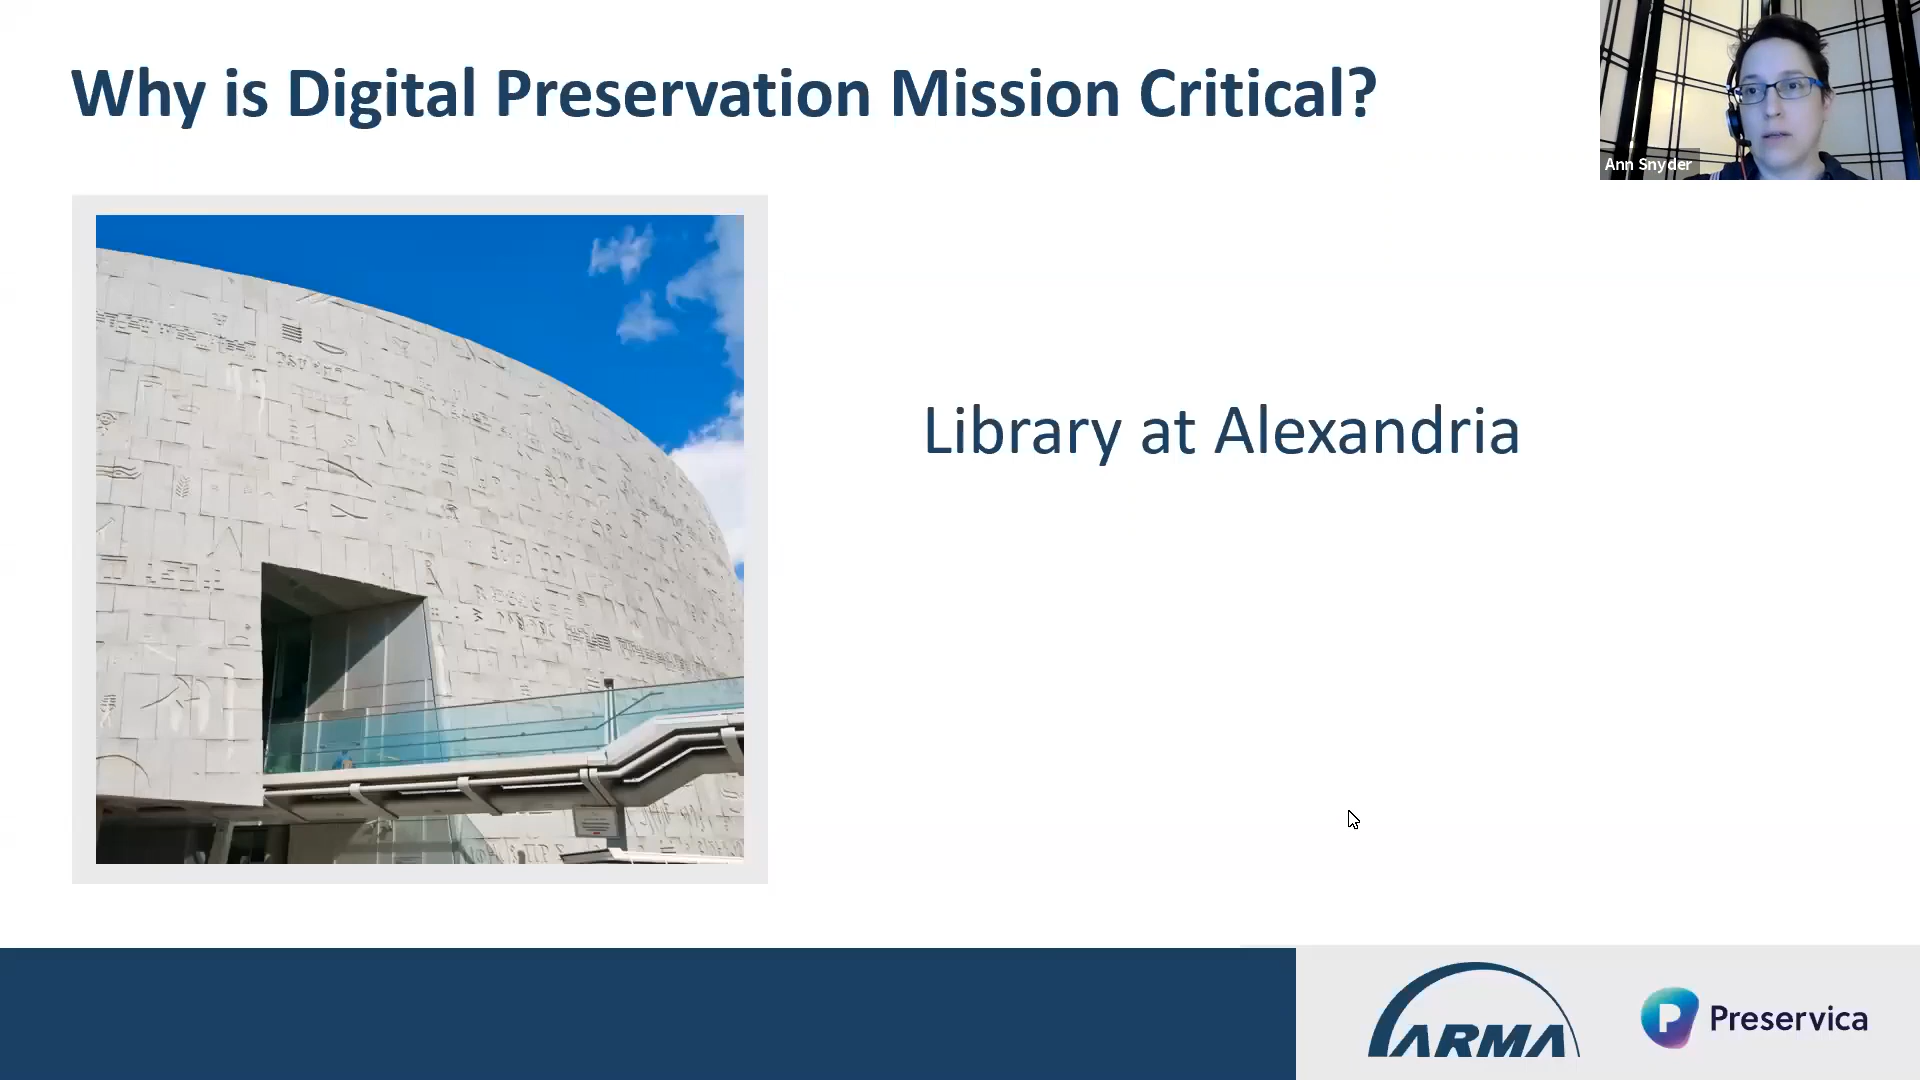 Why is Digital Preservation Mission Critical?
Ann Snyder
Library at Alexandria
ARMA
Preservica